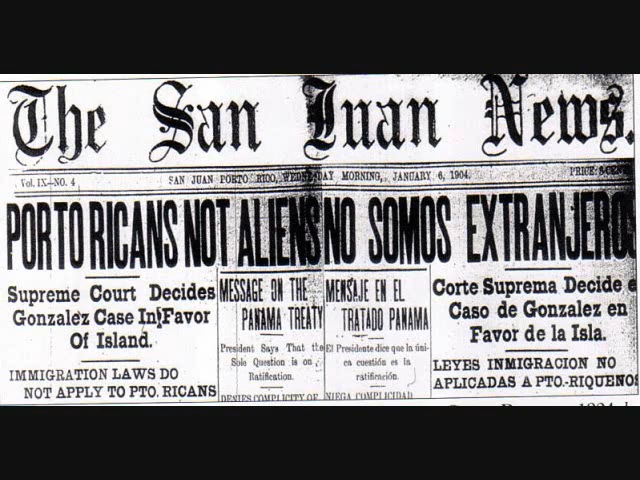 The San Juan News.
Vol. IX—NO. 4 SAN JUAN PORTO RICO, WEDNESDAY MORNING, JANUARY 6, 1904. PRICE
PORTO RICANS NOT ALIENS NO SOMOS EXTRANJEROS
Supreme Court Decides
Gonzalez Case In Favor
Of Island.
IMMIGRATION LAWS DO
NOT APPLY TO PTO. RICANS
MESSAGE ON THE
PANAMA TREATY
President Says That the
Sole Question is on
Ratification.
DENIES COMPLICITY OF
MENSAJE EN EL
TRATADO PANAMA
El Presidente dice que la úni-
ca cuestión es la
ratificación.
NIEGA COMPLICIDAD
Corte Suprema Decide e
Caso de Gonzalez en
Favor de la Isla.
LEYES INMIGRACION NO
APLICADAS A PTO.-RIQUENOS